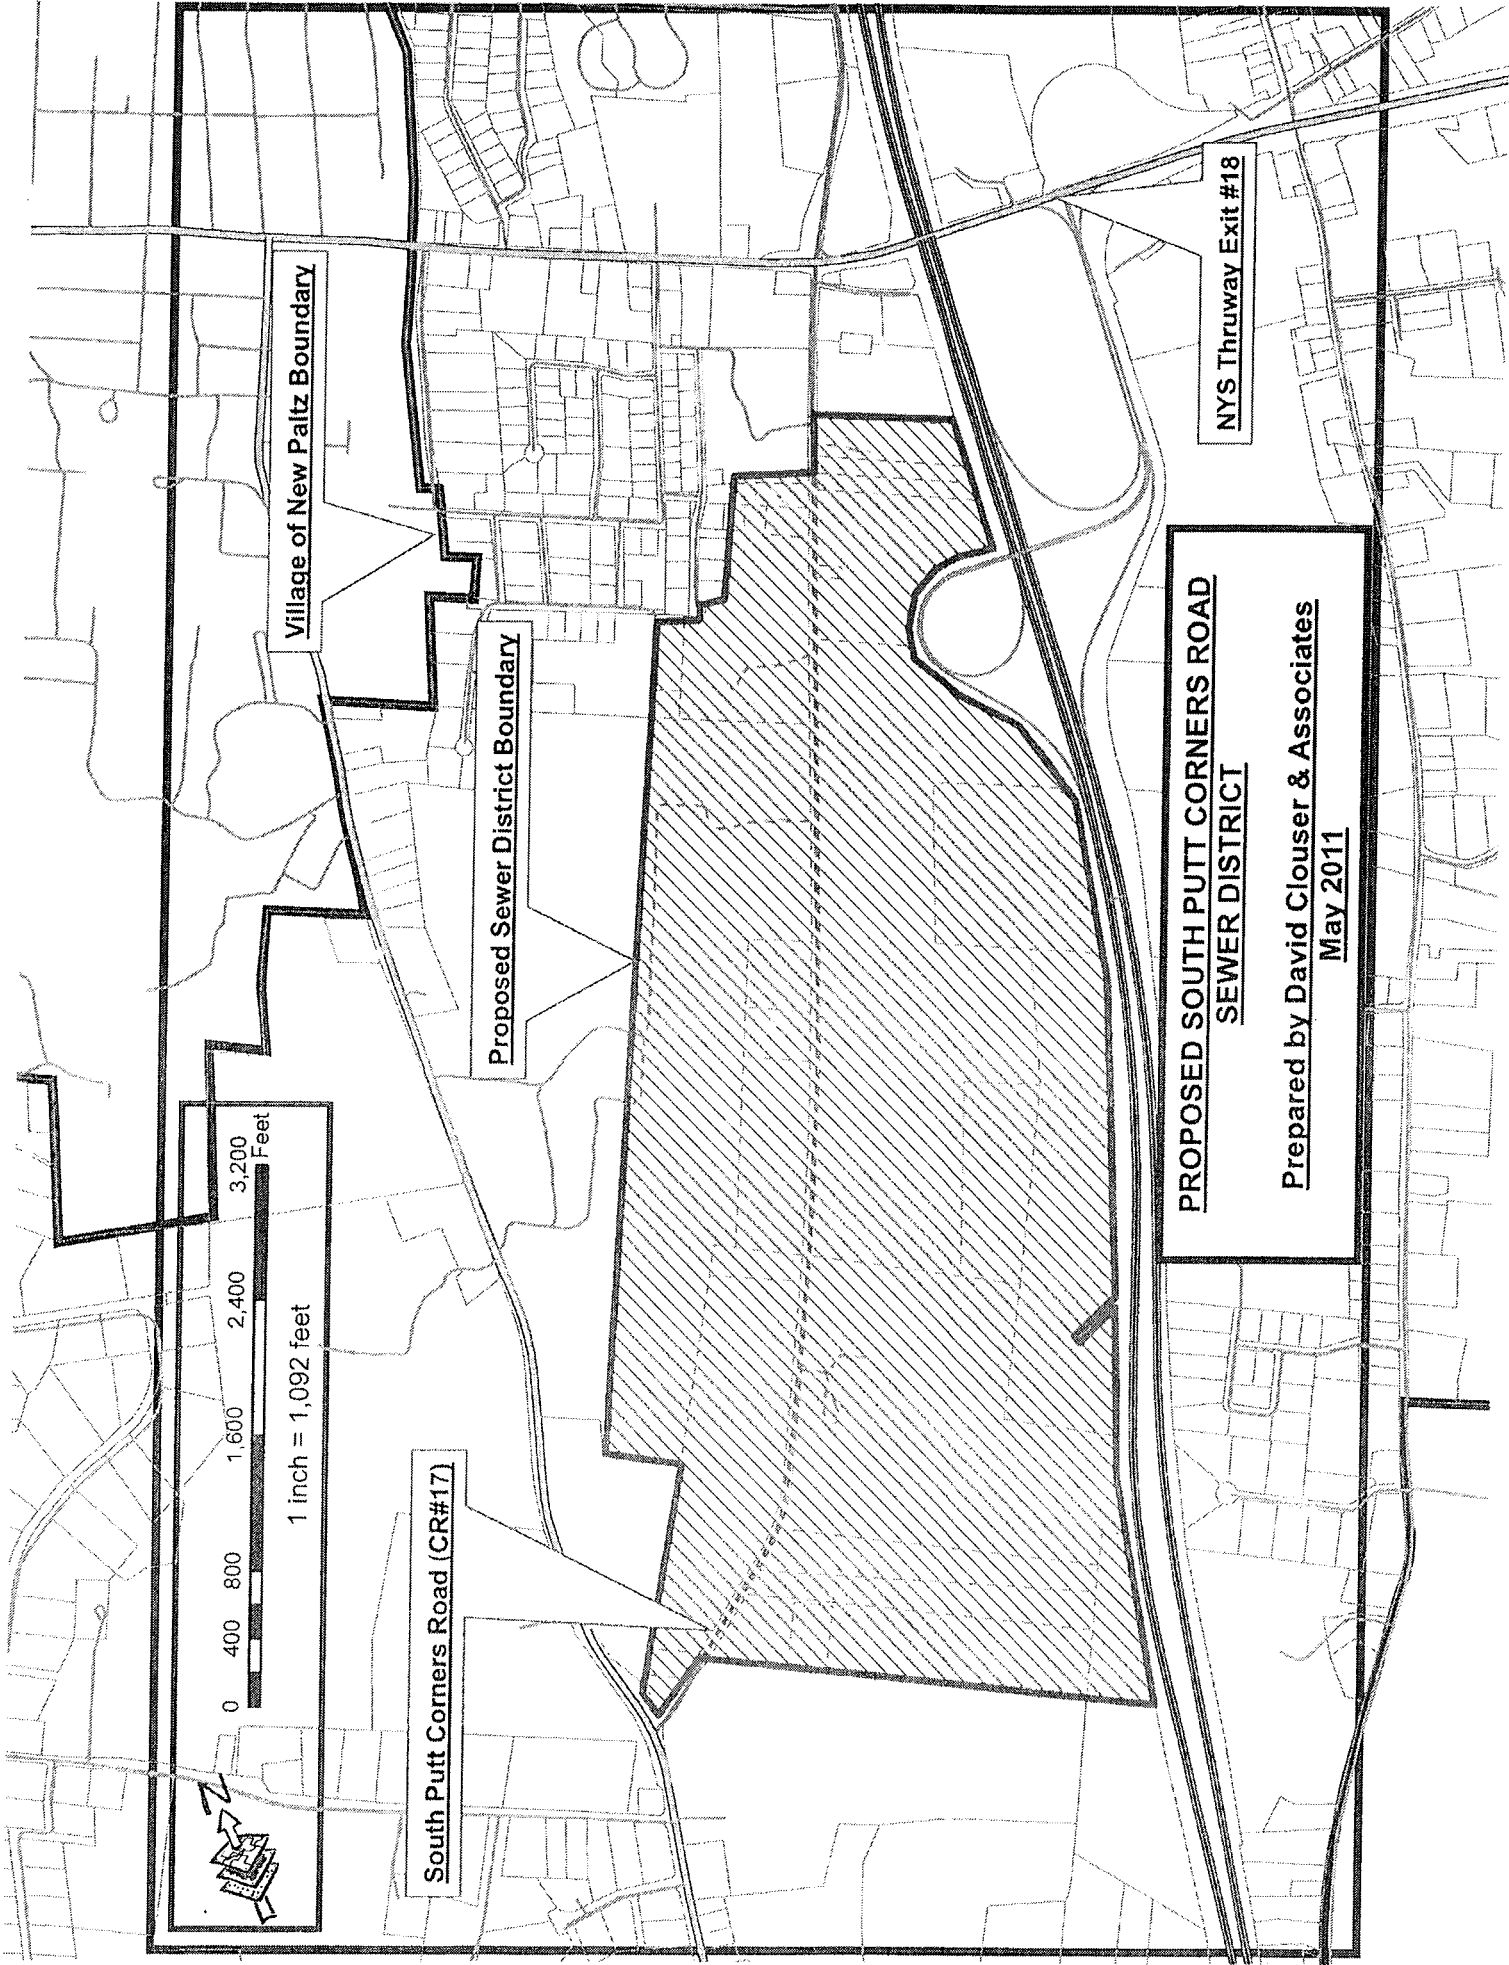 Village of New Paltz Boundary
Proposed Sewer District Boundary
South Putt Corners Road (CR#17)
NYS Thruway Exit #18
N
0 400 800 1,600 2,400 3,200
Feet
1 inch = 1,092 feet
PROPOSED SOUTH PUTT CORNERS ROAD
SEWER DISTRICT
Prepared by David Clouser & Associates
May 2011